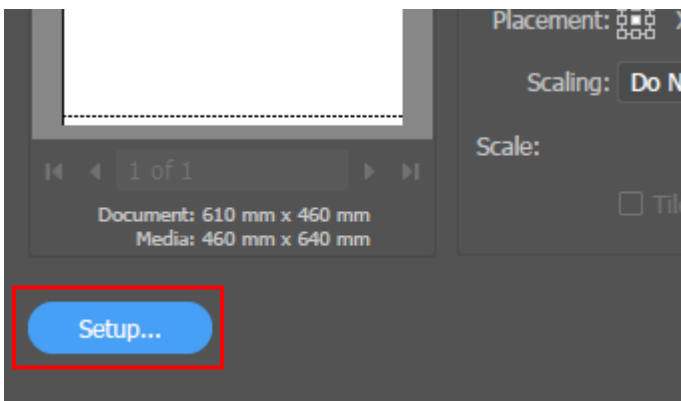 Placement:
Scaling: Do N
Scale:
1 of 1
Document: 610 mm x 460 mm
Media: 460 mm x 640 mm
Setup...